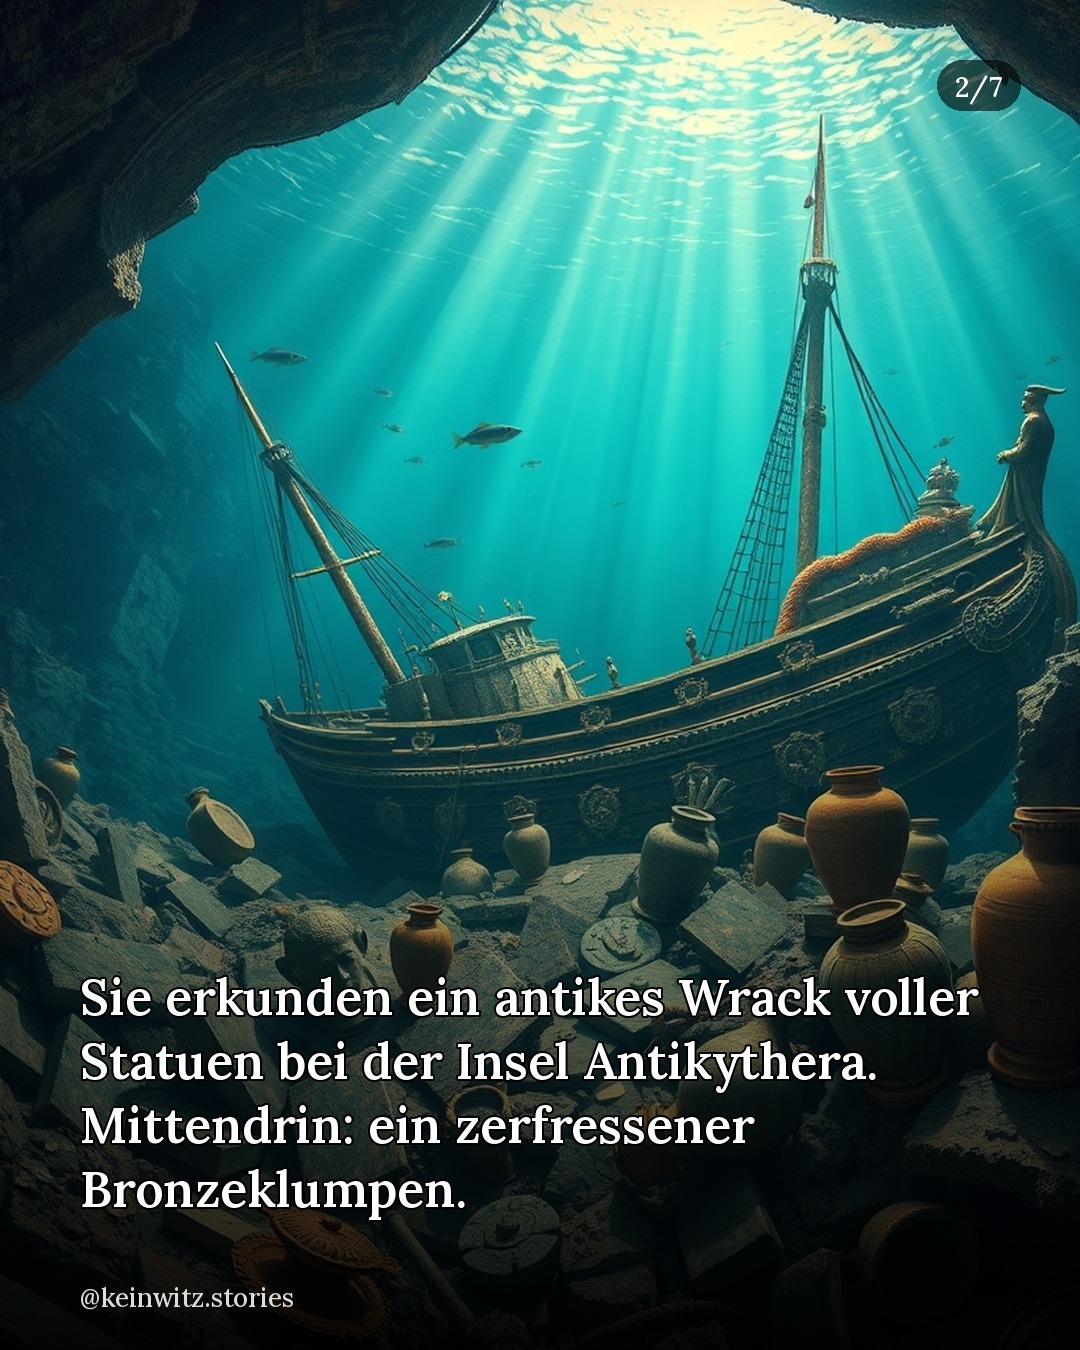 2/7
Sie erkunden ein antikes Wrack voller
Statuen bei der Insel Antikythera.
Mittendrin: ein zerfressener
Bronzeklumpen.
@keinwitz.stories